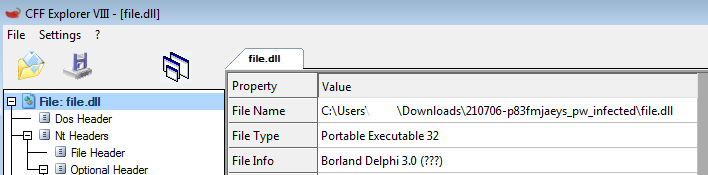 CFF Explorer VIII - [file.dll]
File Settings ?
file.dll
Property Value
File: file.dll
File Name C:\Users\ \Downloads\210706-p83fmjaeys_pw_infected\file.dll
Dos Header
Nt Headers
File Type Portable Executable 32
File Header
File Info Borland Delphi 3.0 (???)
Optional Header